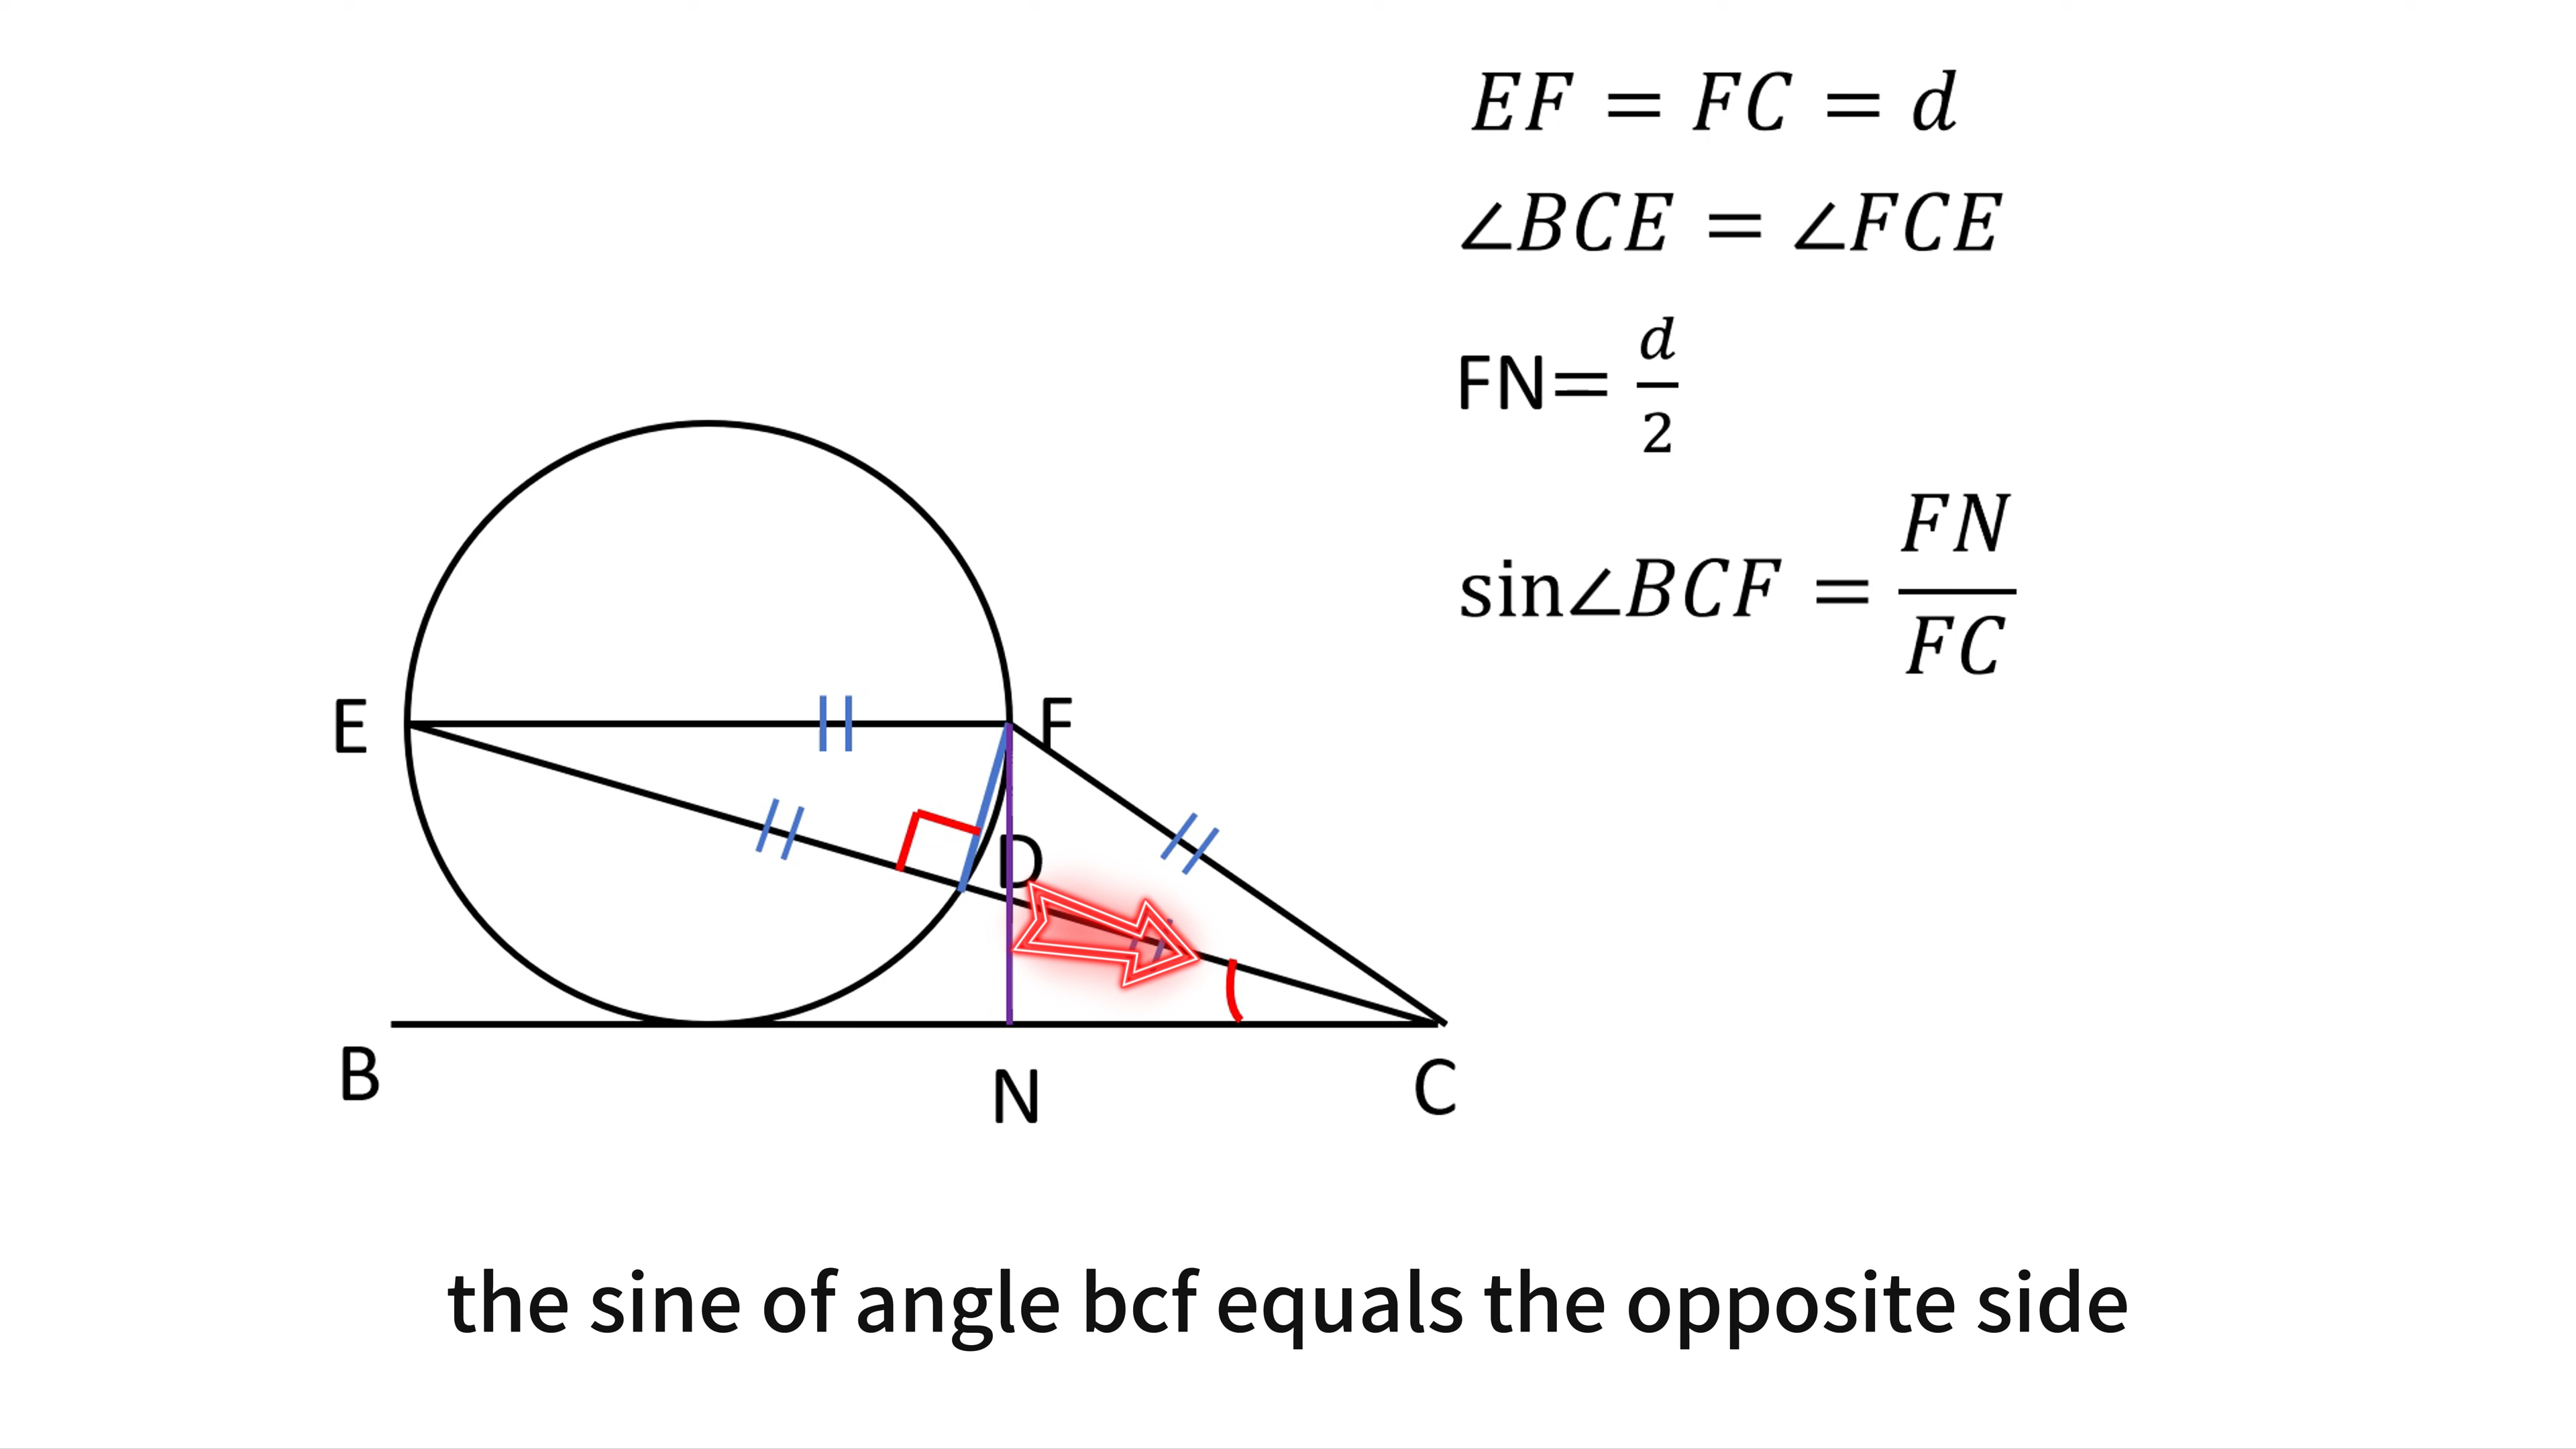 EF = FC = d
∠BCE = ∠FCE
FN= d/2
sin∠BCF = FN/FC
E
F
D
B
N
C
the sine of angle bcf equals the opposite side